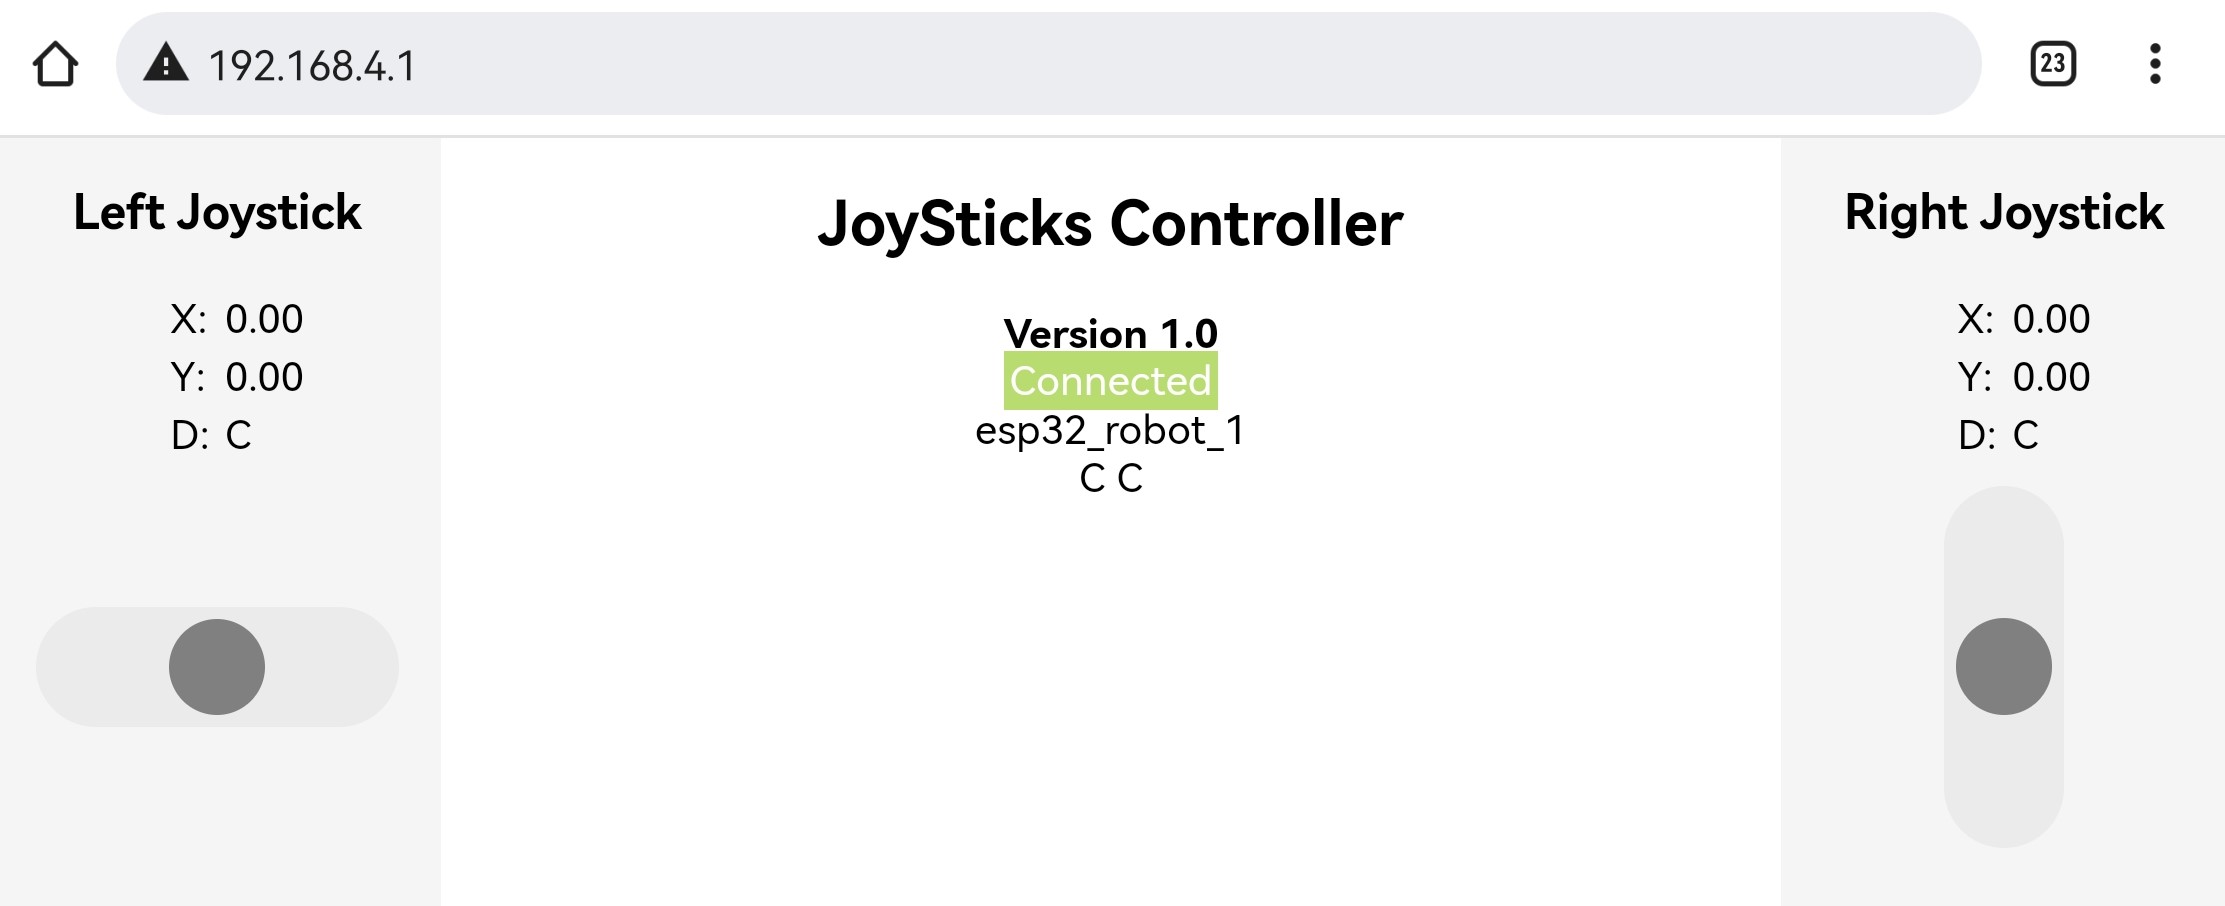 192.168.4.1
23
Left Joystick
X: 0.00
Y: 0.00
D: C
JoySticks Controller
Version 1.0
Connected
esp32_robot_1
C C
Right Joystick
X: 0.00
Y: 0.00
D: C